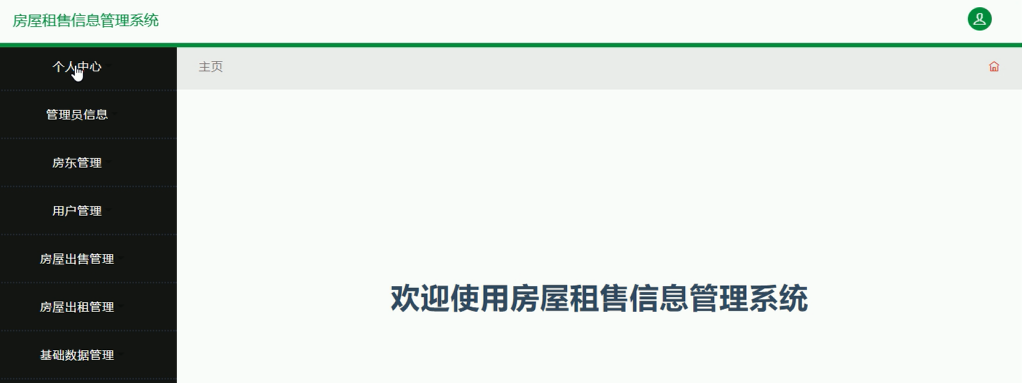 房屋租售信息管理系统
个人中心
主页
管理员信息
房东管理
用户管理
房屋出售管理
房屋出租管理
基础数据管理
欢迎使用房屋租售信息管理系统